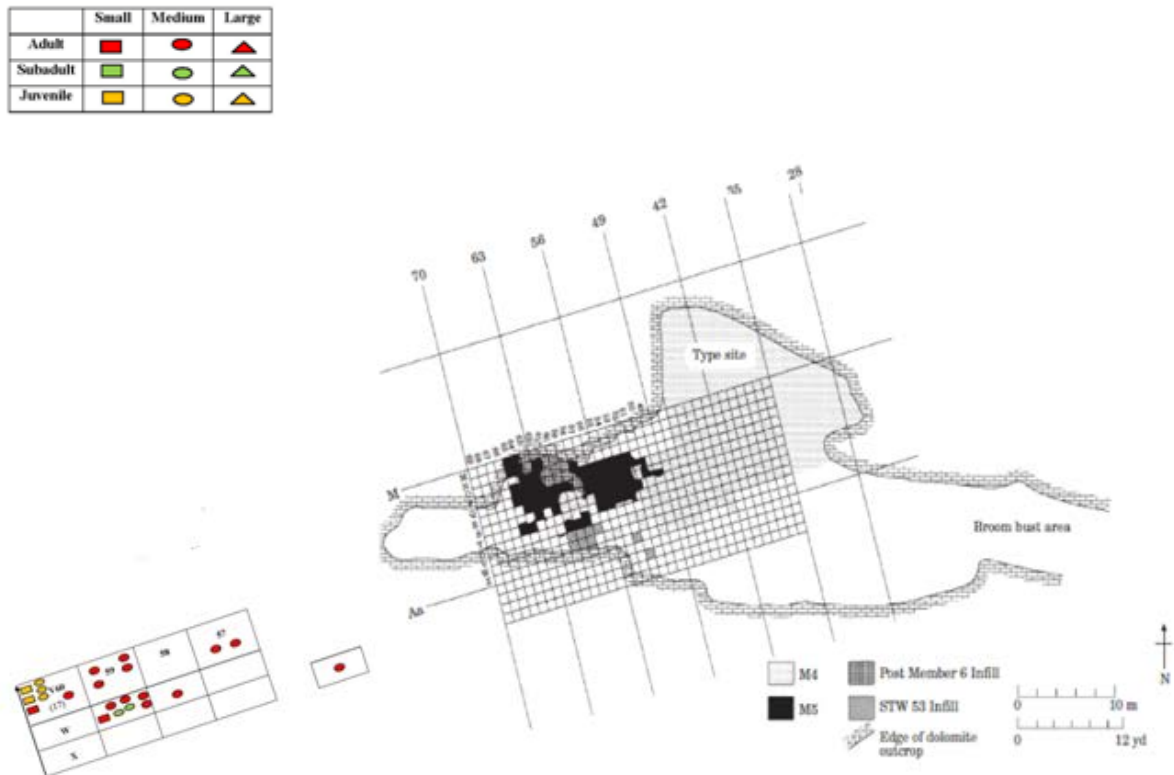 Small Medium Large
Adult
Subadult
Juvenile
28
35
42
49
56
63
70
Type site
M
Broom bust area
Aa
57
58
59
V60
(17)
W
X
M4 Post Member 6 Infill
M5 STW 53 Infill
Edge of dolomite
outcrop
0 10 m
0 12 yd
N